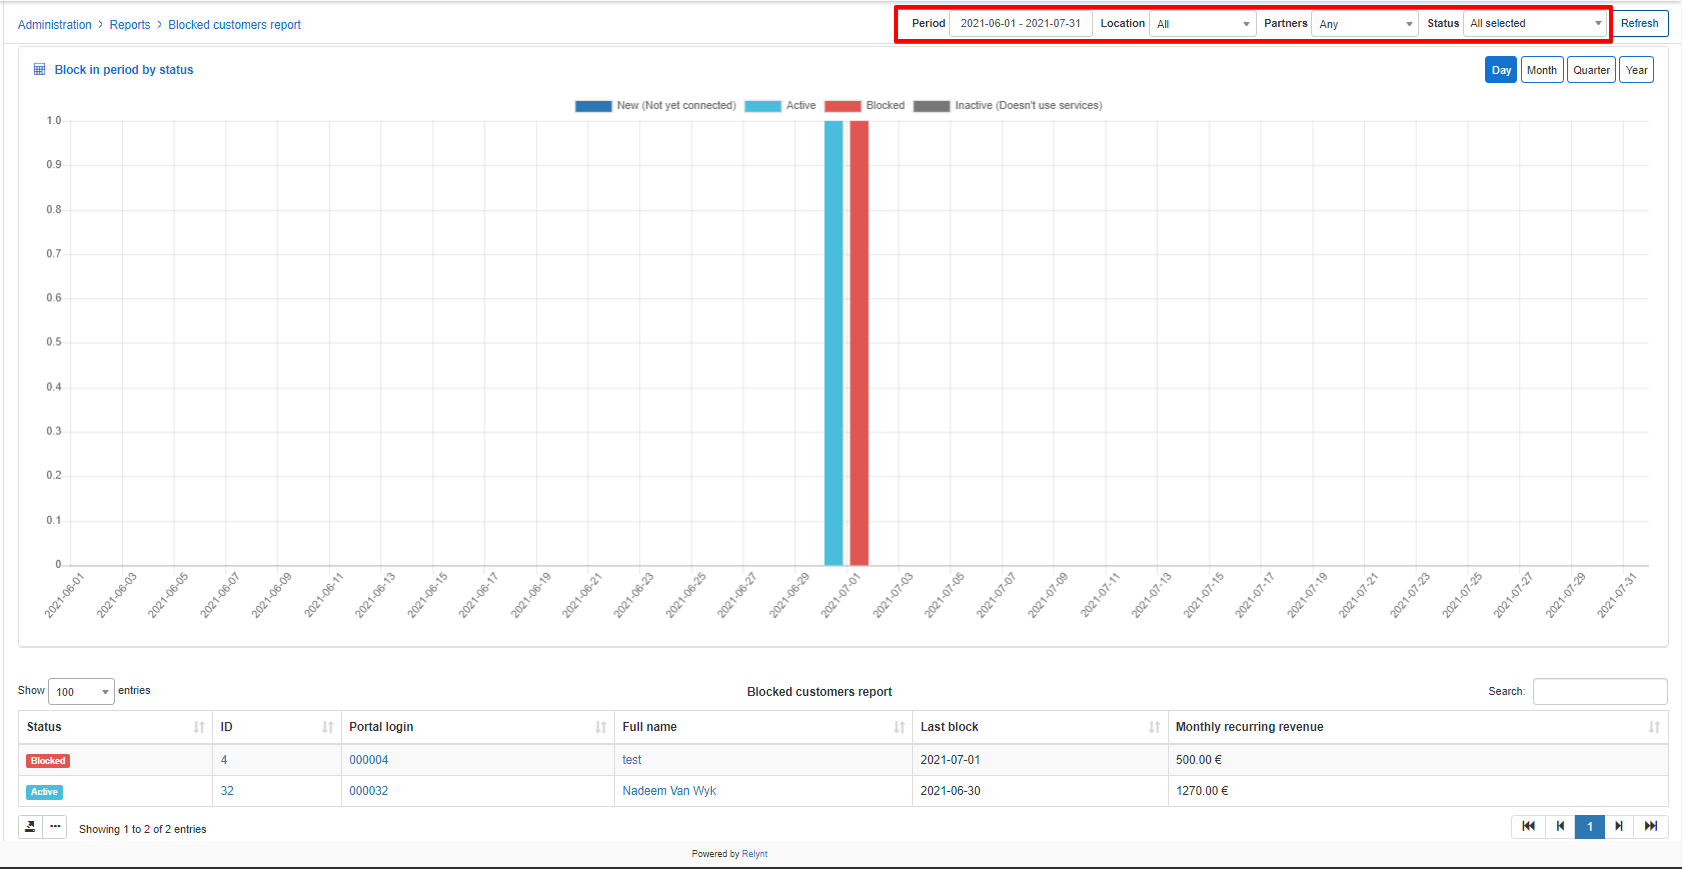 Administration > Reports > Blocked customers report Period 2021-06-01 - 2021-07-31 Location All Partners Any Status All selected Refresh
Block in period by status Day Month Quarter Year
New (Not yet connected) Active Blocked Inactive (Doesn't use services)
1.0
0.9
0.8
0.7
0.6
0.5
0.4
0.3
0.2
0.1
0
2021-06-01 2021-06-03 2021-06-05 2021-06-07 2021-06-09 2021-06-11 2021-06-13 2021-06-15 2021-06-17 2021-06-19 2021-06-21 2021-06-23 2021-06-25 2021-06-27 2021-06-29 2021-07-01 2021-07-03 2021-07-05 2021-07-07 2021-07-09 2021-07-11 2021-07-13 2021-07-15 2021-07-17 2021-07-19 2021-07-21 2021-07-23 2021-07-25 2021-07-27 2021-07-29 2021-07-31
Show 100 entries Blocked customers report Search:
Status ID Portal login Full name Last block Monthly recurring revenue
Blocked 4 000004 test 2021-07-01 500.00 €
Active 32 000032 Nadeem Van Wyk 2021-06-30 1270.00 €
Showing 1 to 2 of 2 entries 1
Powered by Relynt